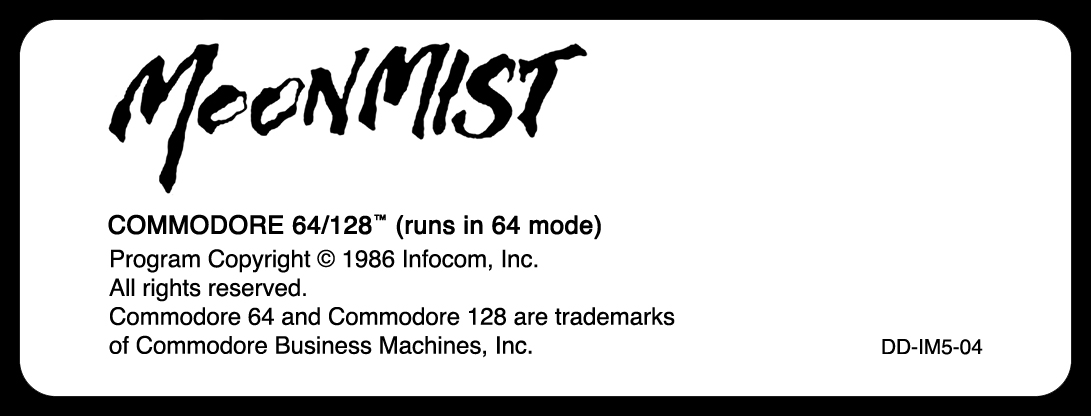 MOONMIST
COMMODORE 64/128™ (runs in 64 mode)
Program Copyright © 1986 Infocom, Inc.
All rights reserved.
Commodore 64 and Commodore 128 are trademarks
of Commodore Business Machines, Inc.
DD-IM5-04